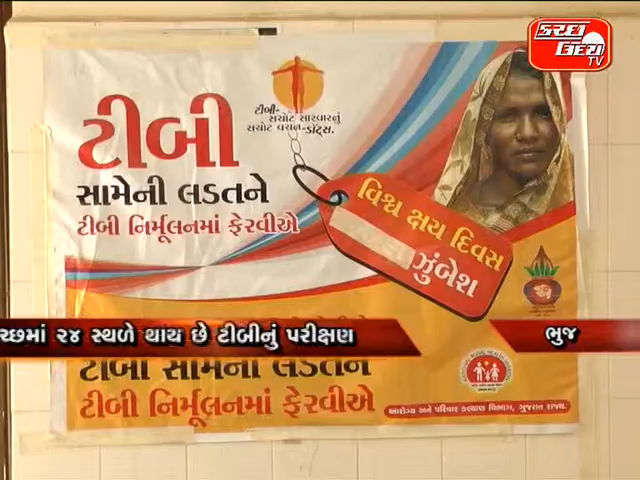 કચ્છ
ઉદય
TV
ટીબી-
સચોટ સારવારનું
સચોટ વચન-ડૉટ્સ.
ટીબી
સામેની લડતને
ટીબી નિર્મૂલનમાં ફેરવીએ
વિશ્વ ક્ષય દિવસ
ઝુંબેશ
ચ્છમાં ૨૪ સ્થળે થાય છે ટીબીનું પરીક્ષણ
ભુજ
ટીબી સામેની લડતને
ટીબી નિર્મૂલનમાં ફેરવીએ
આરોગ્ય અને પરિવાર કલ્યાણ વિભાગ, ગુજરાત રાજ્ય.